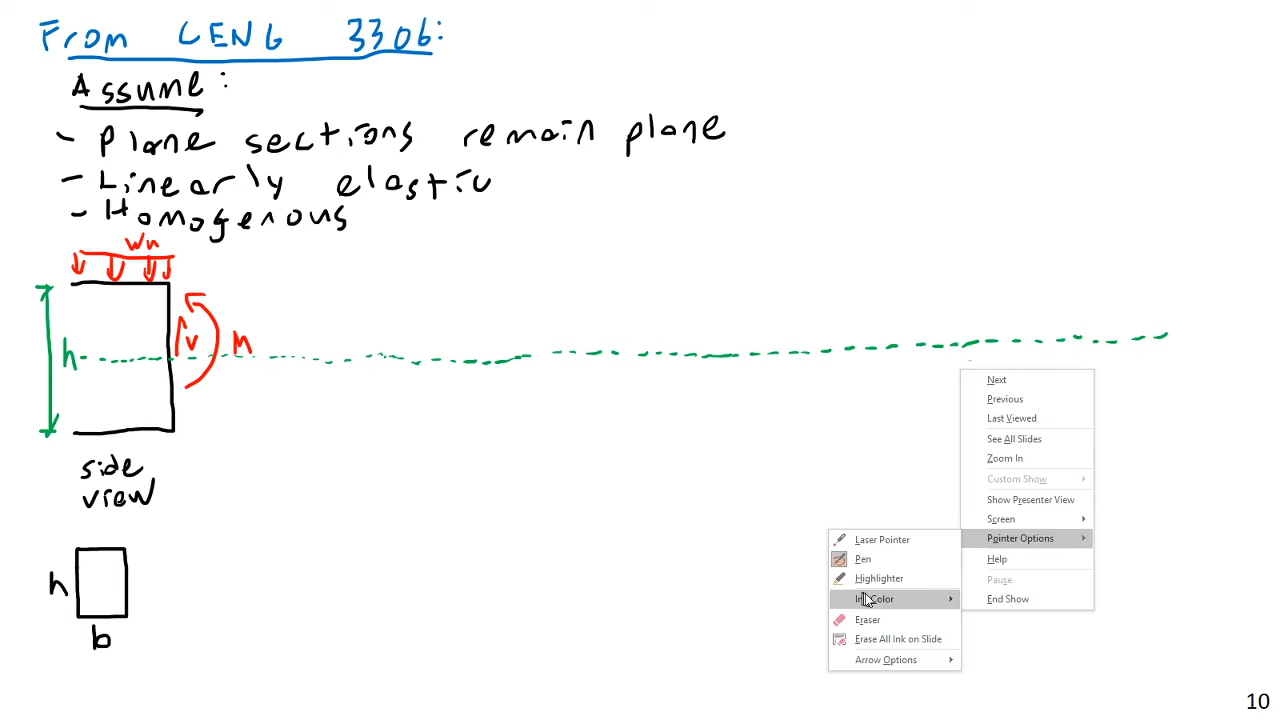 From CENG 3306:
Assume:
- Plane sections remain plane
- Linearly elastic
- Homogenous
Wn
h
V
M
side
view
h
b
Next
Previous
Last Viewed
See All Slides
Zoom In
Custom Show
Show Presenter View
Screen
Pointer Options
Help
Pause
End Show
Laser Pointer
Pen
Highlighter
Ink Color
Eraser
Erase All Ink on Slide
Arrow Options
10